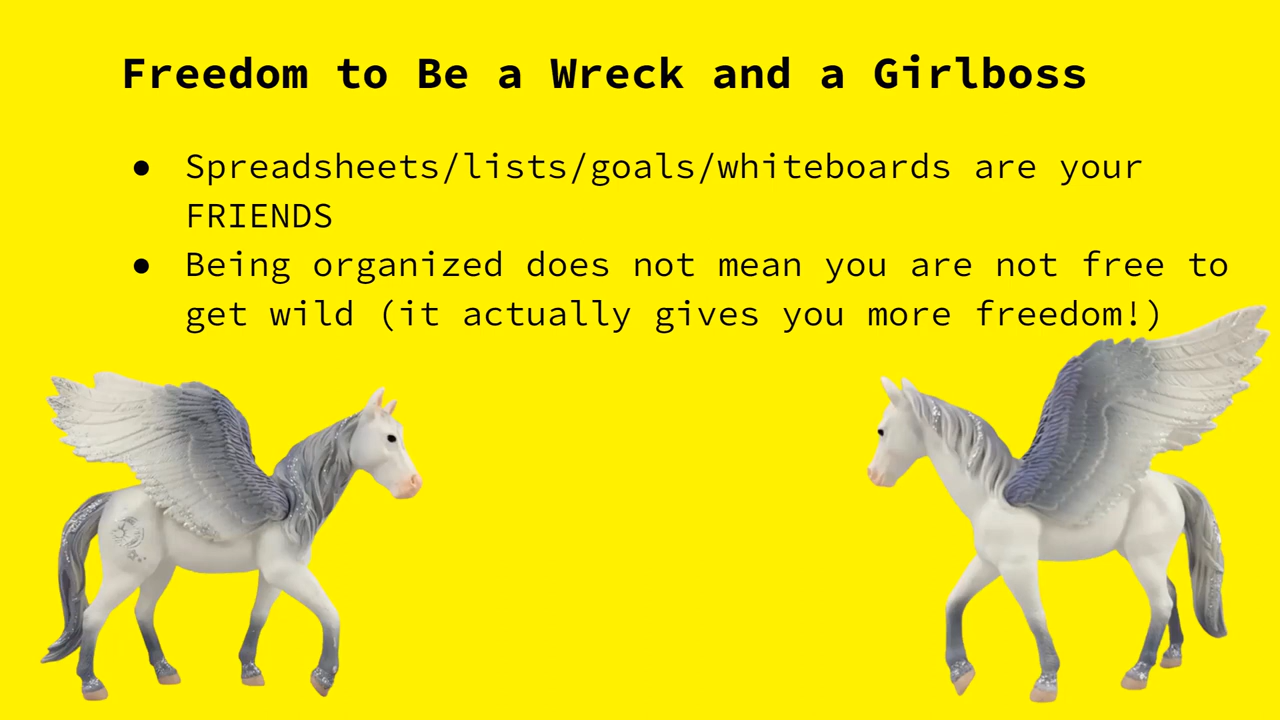 Freedom to Be a Wreck and a Girlboss
● Spreadsheets/lists/goals/whiteboards are your
FRIENDS
● Being organized does not mean you are not free to
get wild (it actually gives you more freedom!)